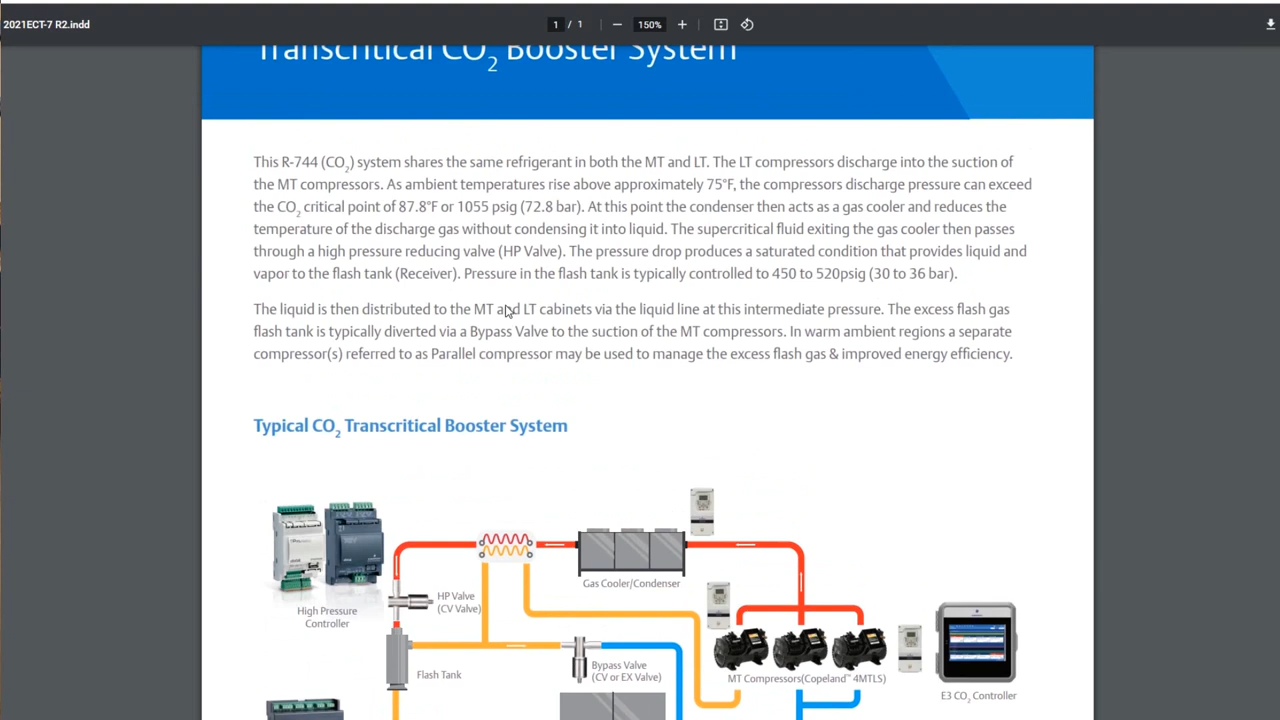 2021ECT-7 R2.indd
1 / 1
150%
Transcritical CO2 Booster System
This R-744 (CO2) system shares the same refrigerant in both the MT and LT. The LT compressors discharge into the suction of
the MT compressors. As ambient temperatures rise above approximately 75°F, the compressors discharge pressure can exceed
the CO2 critical point of 87.8°F or 1055 psig (72.8 bar). At this point the condenser then acts as a gas cooler and reduces the
temperature of the discharge gas without condensing it into liquid. The supercritical fluid exiting the gas cooler then passes
through a high pressure reducing valve (HP Valve). The pressure drop produces a saturated condition that provides liquid and
vapor to the flash tank (Receiver). Pressure in the flash tank is typically controlled to 450 to 520psig (30 to 36 bar).
The liquid is then distributed to the MT and LT cabinets via the liquid line at this intermediate pressure. The excess flash gas
flash tank is typically diverted via a Bypass Valve to the suction of the MT compressors. In warm ambient regions a separate
compressor(s) referred to as Parallel compressor may be used to manage the excess flash gas & improved energy efficiency.
Typical CO2 Transcritical Booster System
Gas Cooler/Condenser
HP Valve
(CV Valve)
High Pressure
Controller
Flash Tank
Bypass Valve
(CV or EX Valve)
MT Compressors(Copeland™ 4MTLS)
E3 CO2 Controller